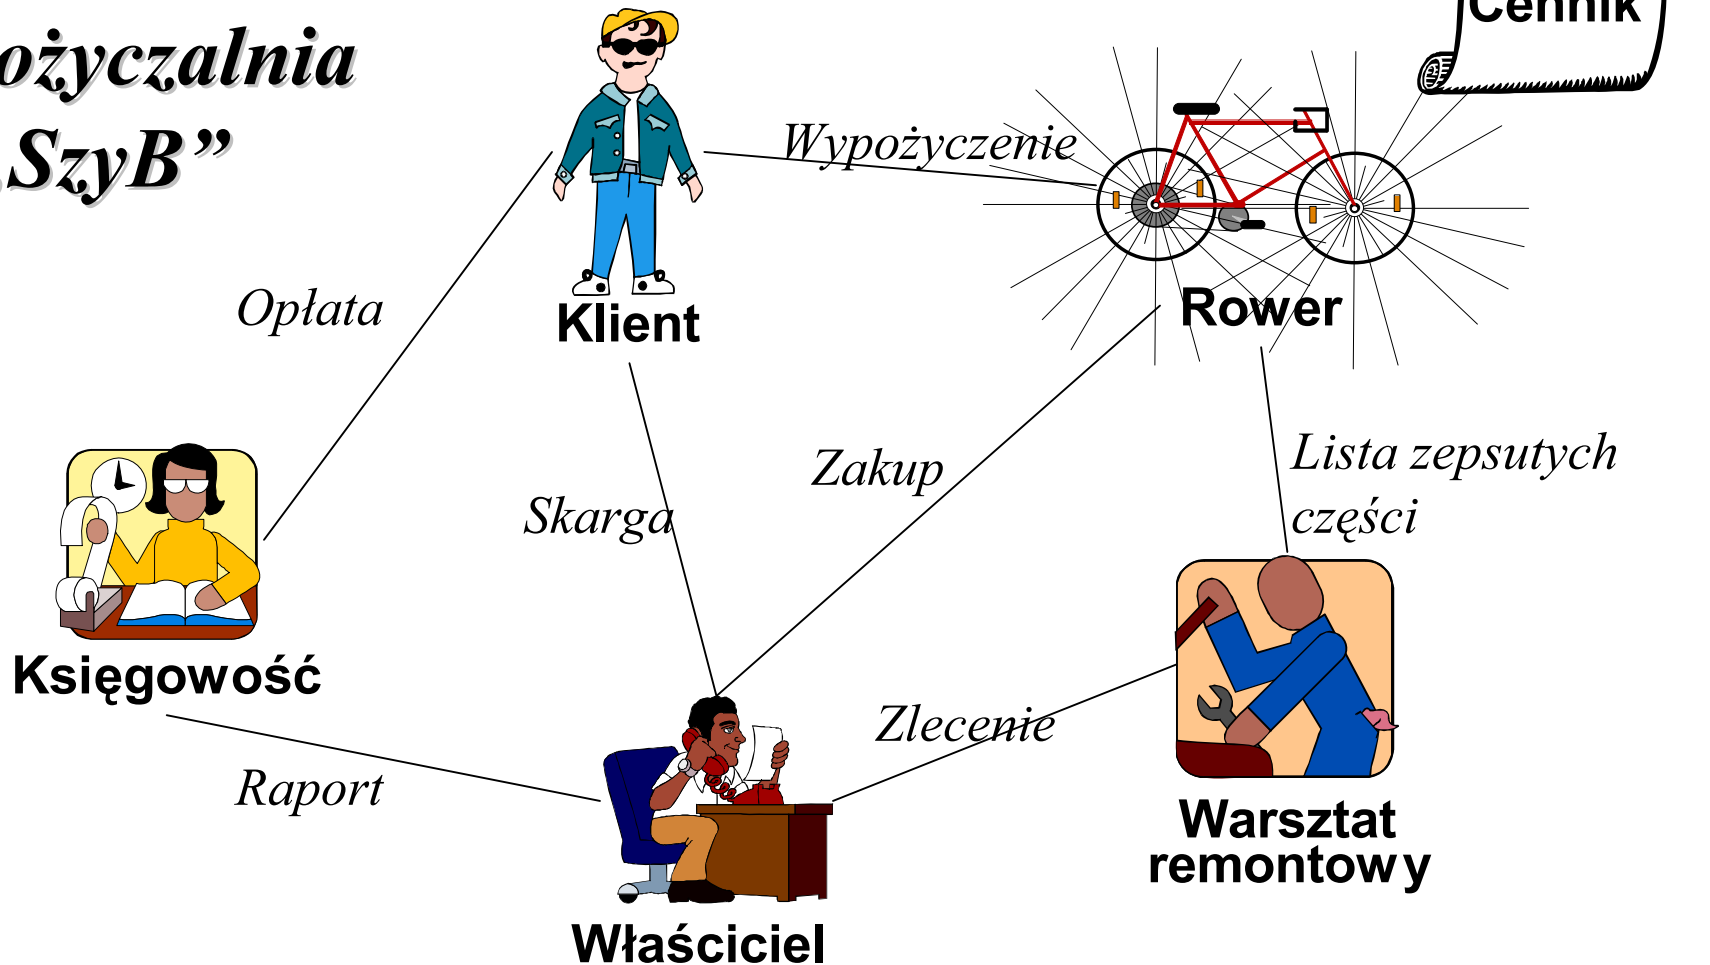 ożyczalnia
SzyB”
Cennik
Wypożyczenie
Opłata
Klient
Rower
Zakup
Lista zepsutych
części
Skarga
Księgowość
Zlecenie
Raport
Warsztat
remontowy
Właściciel